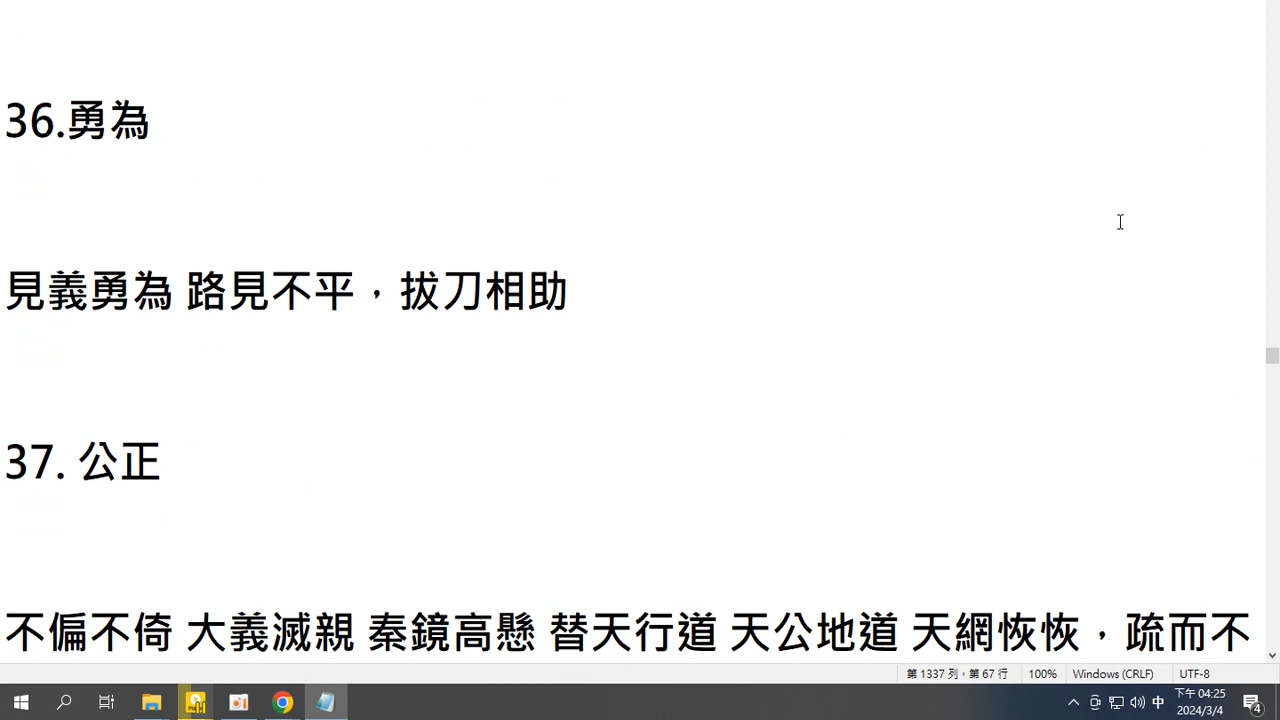 36.勇為
見義勇為 路見不平，拔刀相助
37. 公正
不偏不倚 大義滅親 秦鏡高懸 替天行道 天公地道 天網恢恢，疏而不
第 1337 列，第 67 行 100% Windows (CRLF) UTF-8
中 下午 04:25
2024/3/4
4